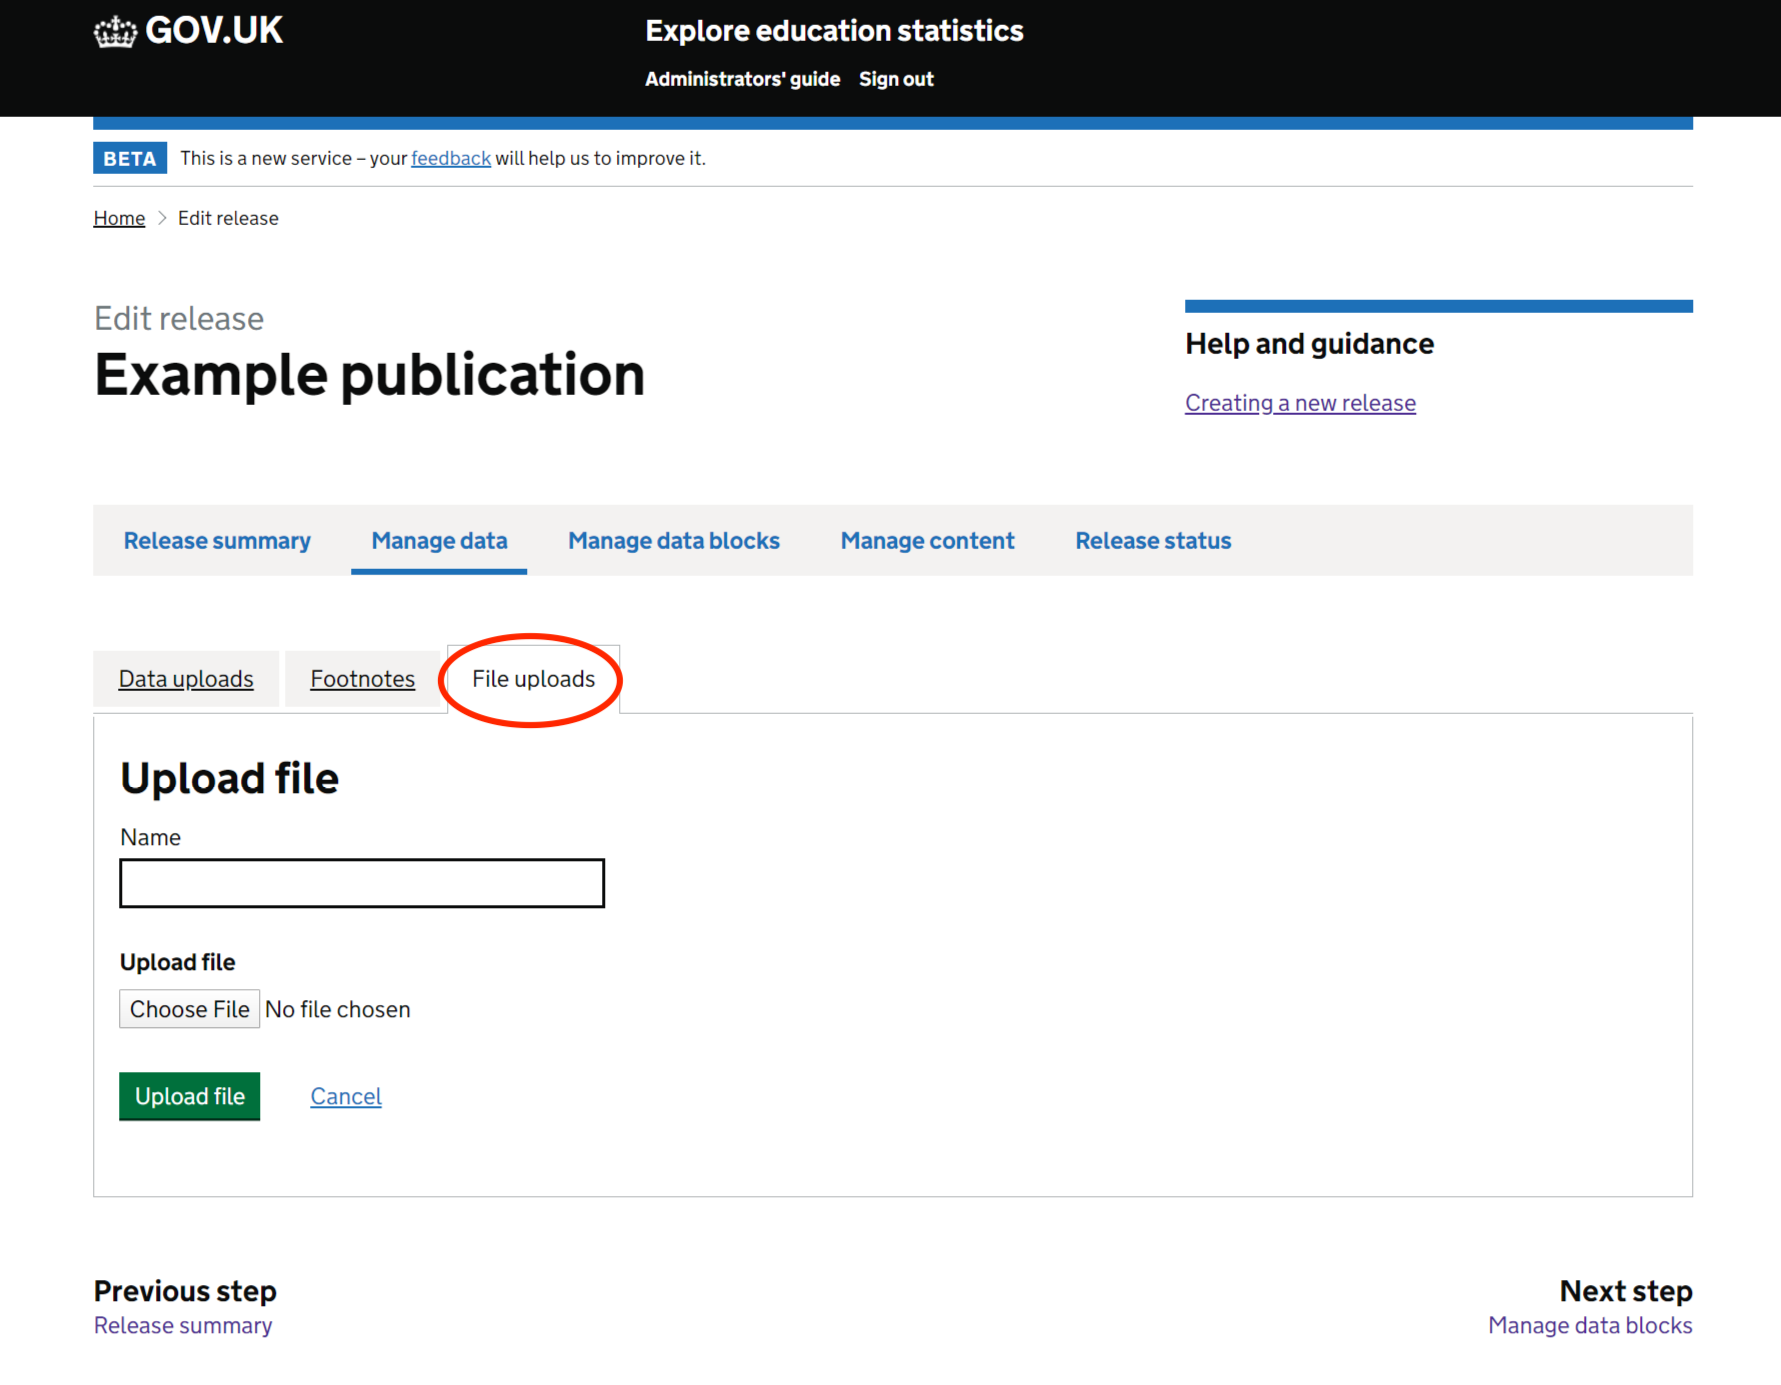 GOV.UK
Explore education statistics
Administrators' guide Sign out
BETA This is a new service – your feedback will help us to improve it.
Home > Edit release
Edit release
Example publication
Help and guidance
Creating a new release
Release summary Manage data Manage data blocks Manage content Release status
Data uploads Footnotes File uploads
Upload file
Name
Upload file
Choose File No file chosen
Upload file Cancel
Previous step
Release summary
Next step
Manage data blocks